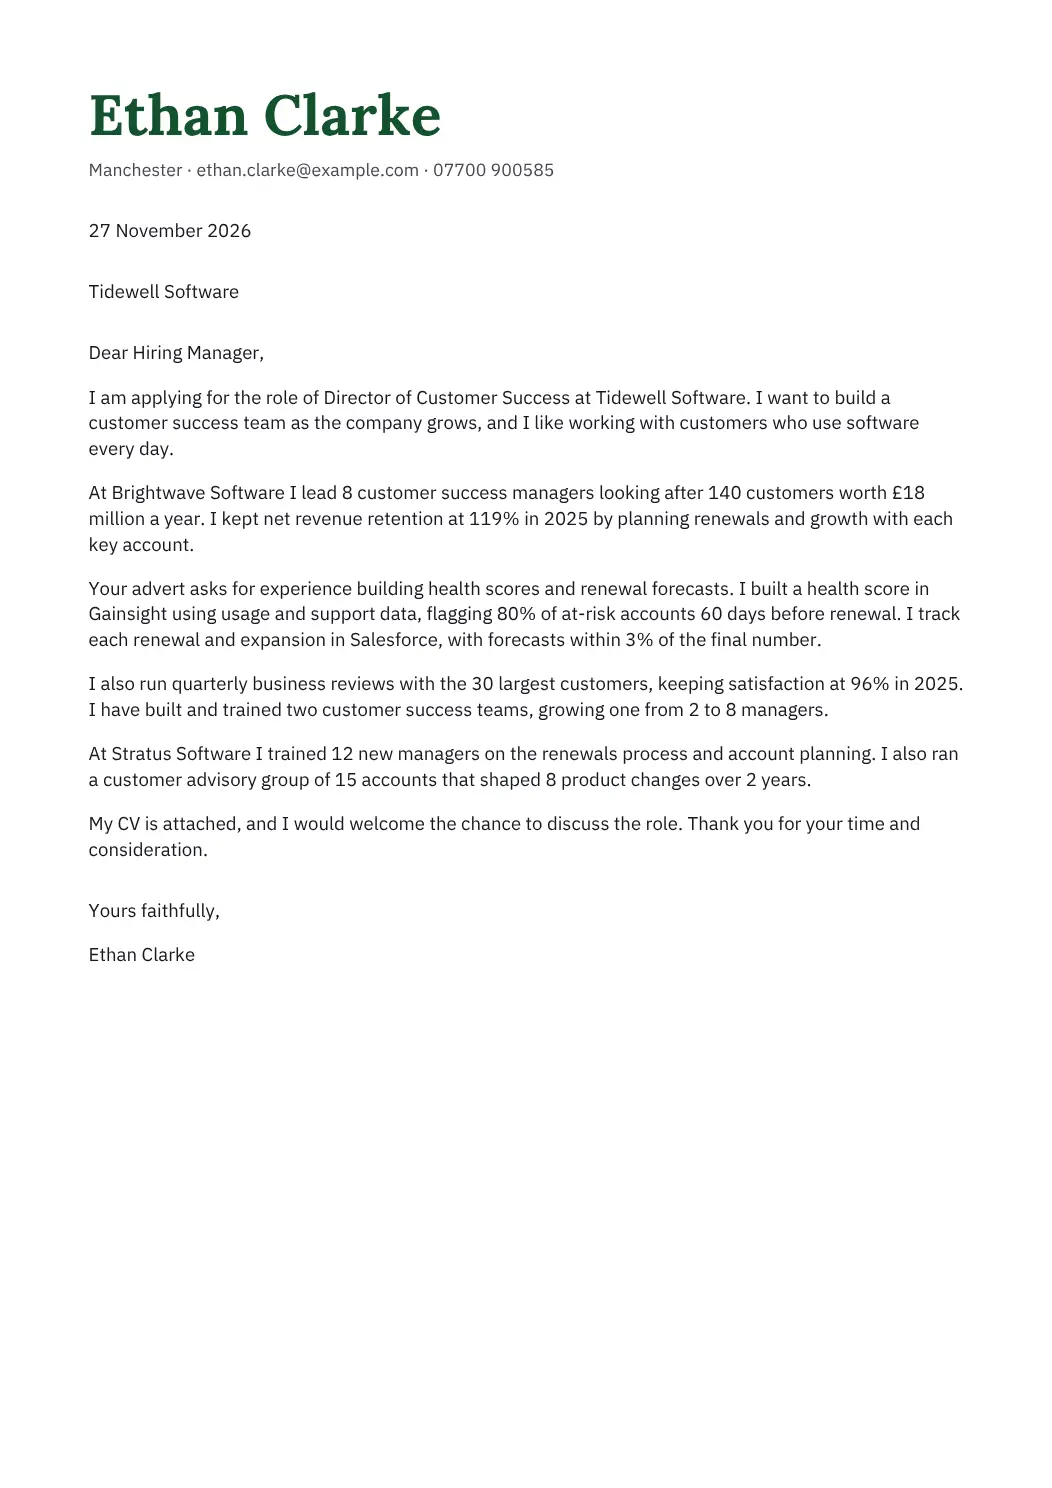 Ethan Clarke
Manchester · ethan.clarke@example.com · 07700 900585
27 November 2026
Tidewell Software
Dear Hiring Manager,
I am applying for the role of Director of Customer Success at Tidewell Software. I want to build a
customer success team as the company grows, and I like working with customers who use software
every day.
At Brightwave Software I lead 8 customer success managers looking after 140 customers worth £18
million a year. I kept net revenue retention at 119% in 2025 by planning renewals and growth with each
key account.
Your advert asks for experience building health scores and renewal forecasts. I built a health score in
Gainsight using usage and support data, flagging 80% of at-risk accounts 60 days before renewal. I track
each renewal and expansion in Salesforce, with forecasts within 3% of the final number.
I also run quarterly business reviews with the 30 largest customers, keeping satisfaction at 96% in 2025.
I have built and trained two customer success teams, growing one from 2 to 8 managers.
At Stratus Software I trained 12 new managers on the renewals process and account planning. I also ran
a customer advisory group of 15 accounts that shaped 8 product changes over 2 years.
My CV is attached, and I would welcome the chance to discuss the role. Thank you for your time and
consideration.
Yours faithfully,
Ethan Clarke